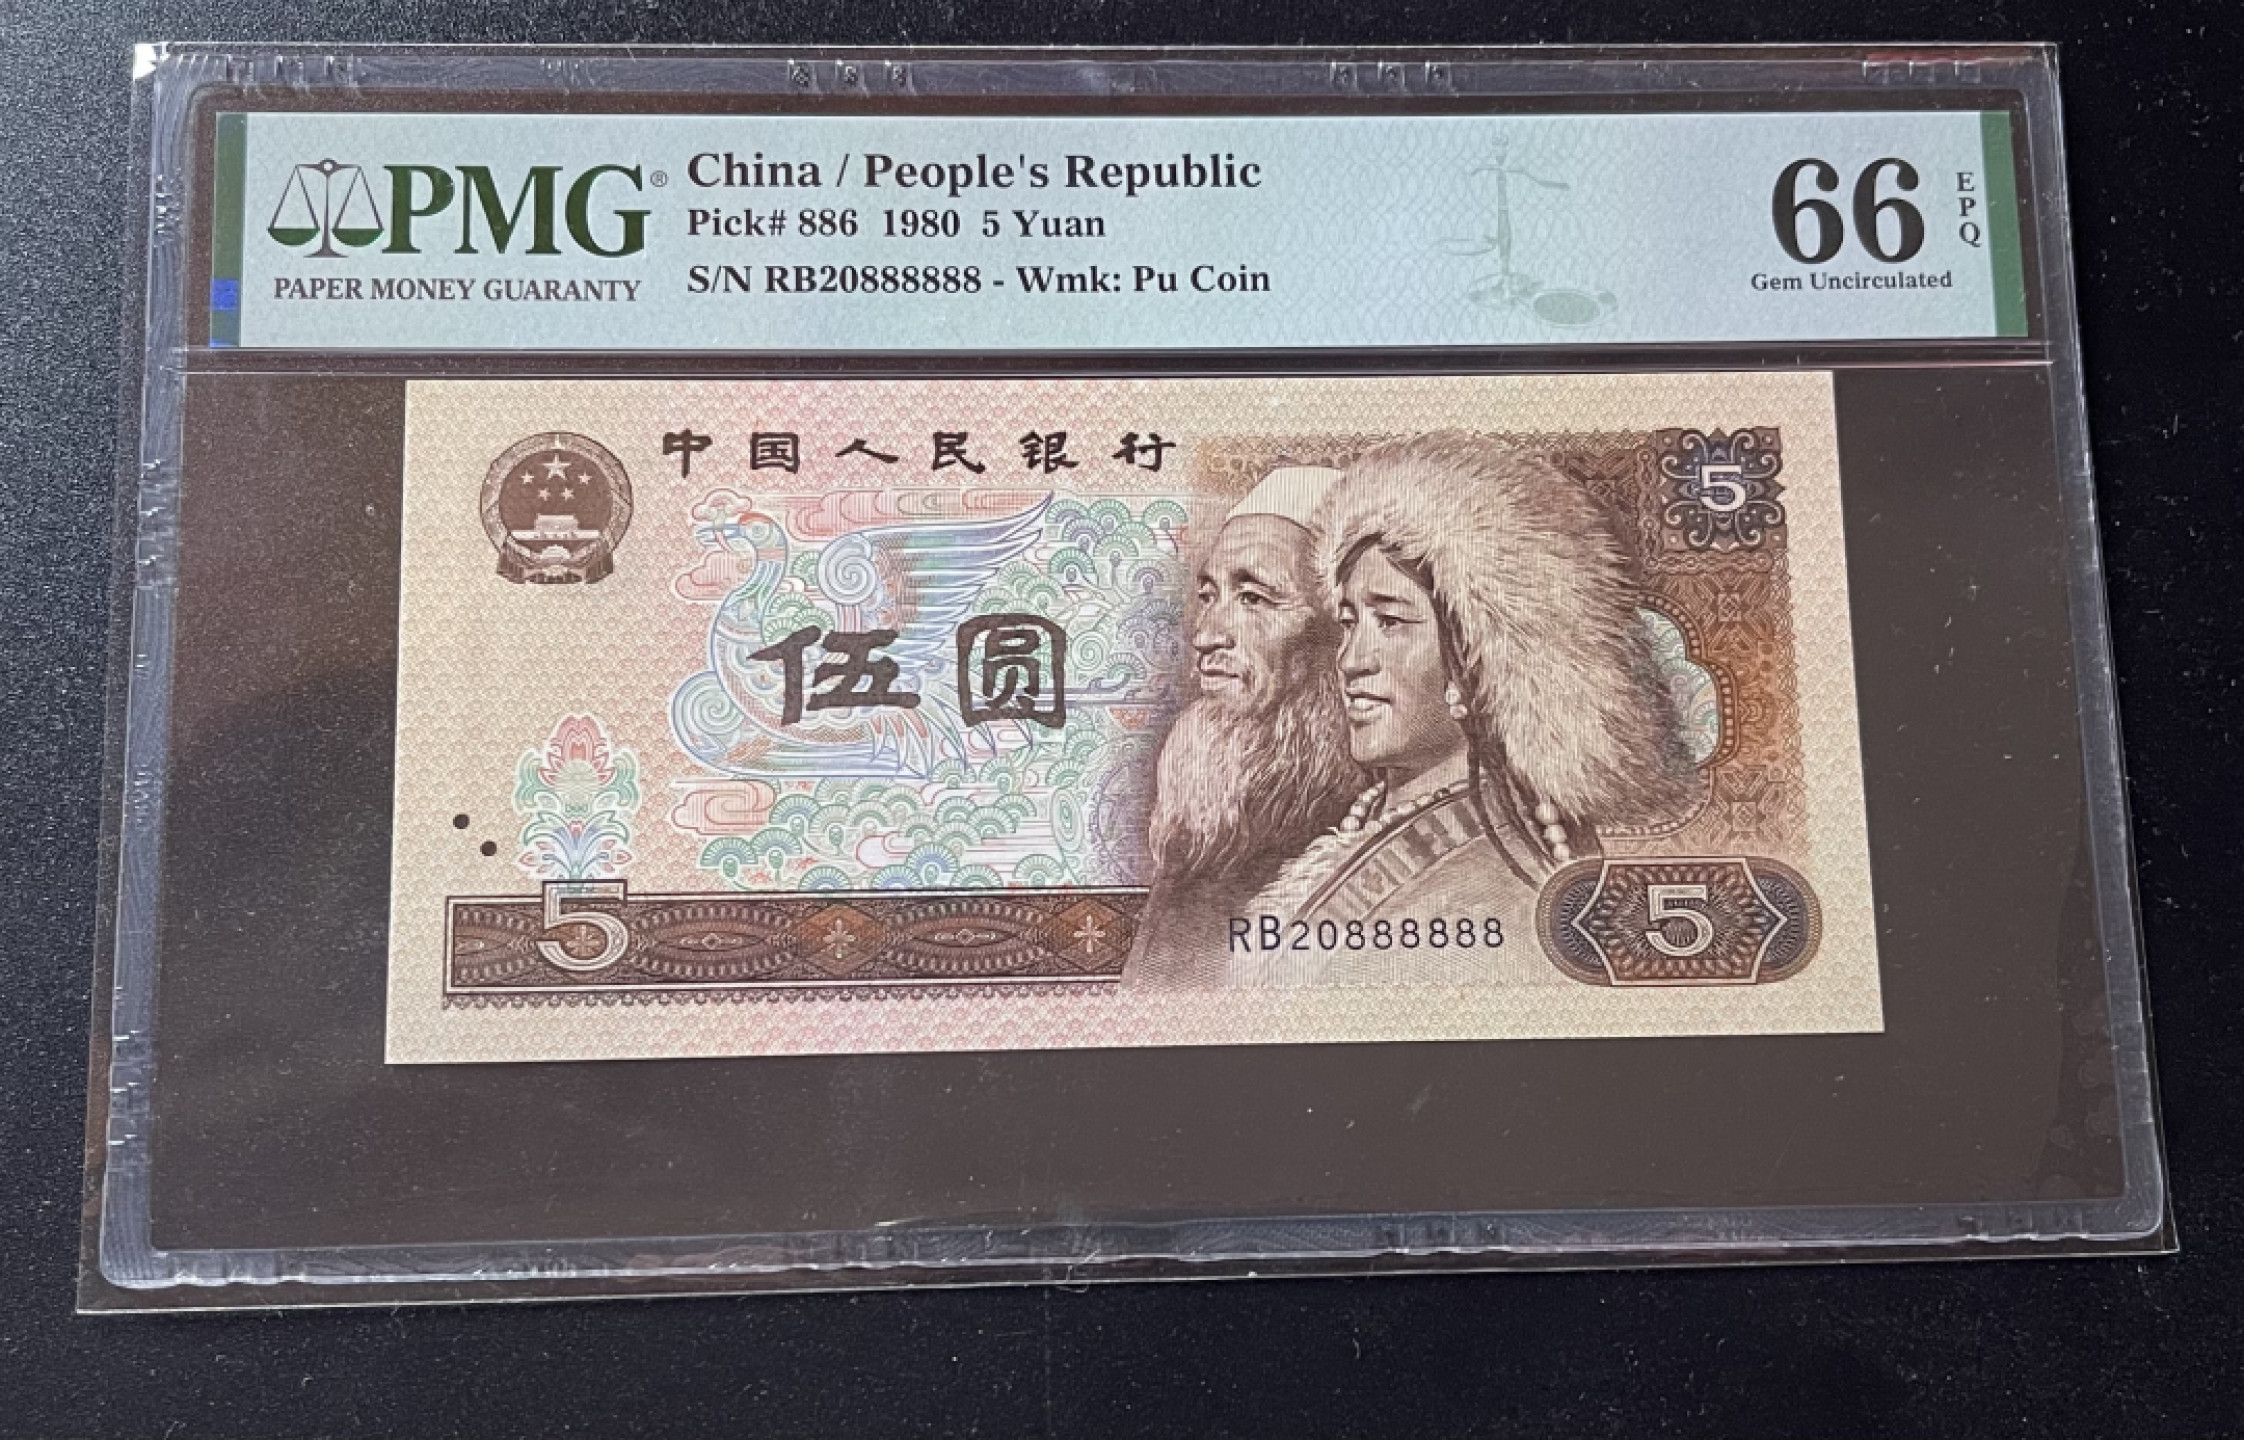 PMG®
PAPER MONEY GUARANTY
China / People's Republic
Pick# 886 1980 5 Yuan
S/N RB20888888 - Wmk: Pu Coin
66
EPQ
Gem Uncirculated
中国人民银行
5
伍圆
5
RB20888888
5